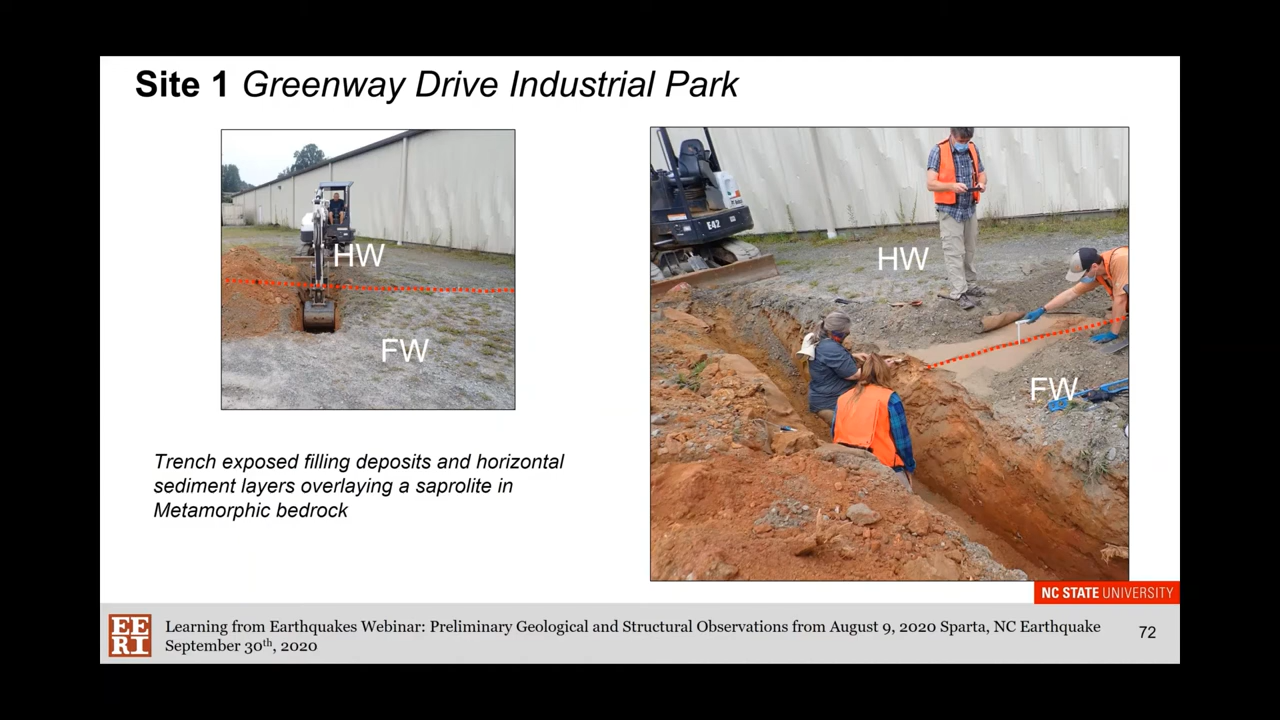 Site 1 Greenway Drive Industrial Park
HW
FW
E42
HW
FW
Trench exposed filling deposits and horizontal
sediment layers overlaying a saprolite in
Metamorphic bedrock
NC STATE UNIVERSITY
EE
RI
Learning from Earthquakes Webinar: Preliminary Geological and Structural Observations from August 9, 2020 Sparta, NC Earthquake
September 30th, 2020
72